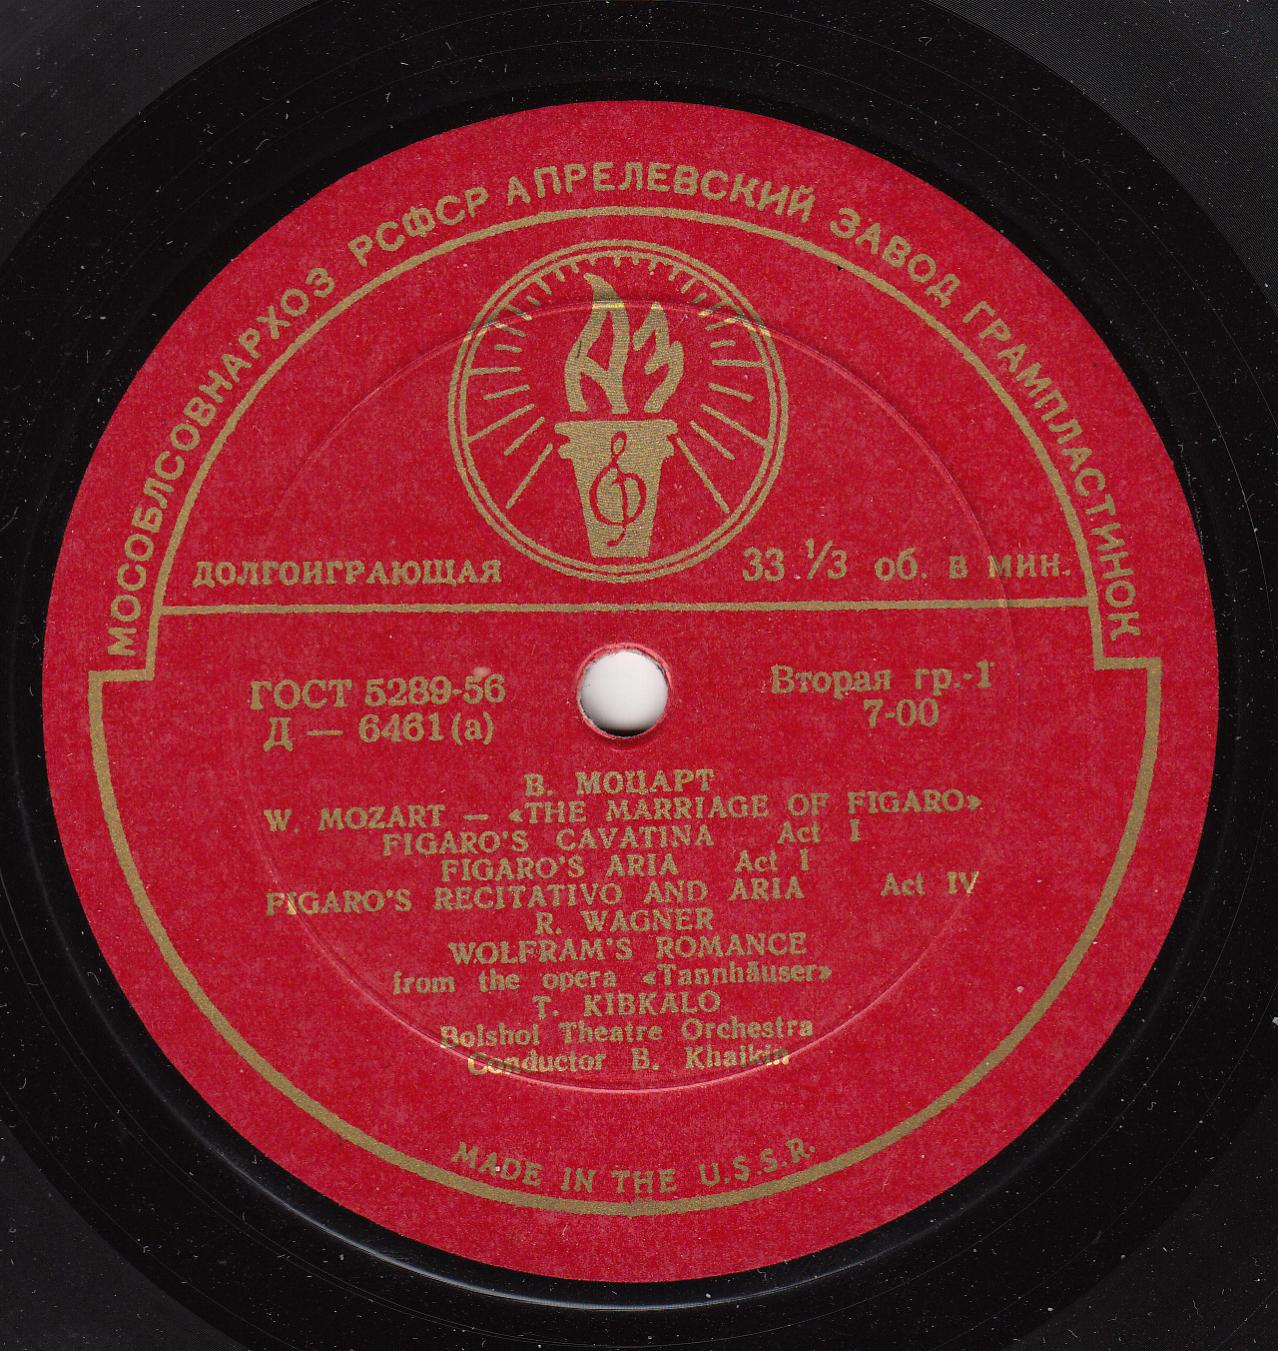 МОСОБЛСОВНАРХОЗ РСФСР АПРЕЛЕВСКИЙ ЗАВОД ГРАМПЛАСТИНОК
АЗ
ДОЛГОИГРАЮЩАЯ 33 1/3 об. в мин.
ГОСТ 5289-56 Вторая гр.-1
Д — 6461(а) 7-00
В. МОЦАРТ
W. MOZART — «THE MARRIAGE OF FIGARO»
FIGARO'S CAVATINA Act I
FIGARO'S ARIA Act I
FIGARO'S RECITATIVO AND ARIA Act IV
R. WAGNER
WOLFRAM'S ROMANCE
from the opera «Tannhäuser»
T. KIBKALO
Bolshoi Theatre Orchestra
Conductor B. Khaikin
MADE IN THE U.S.S.R.